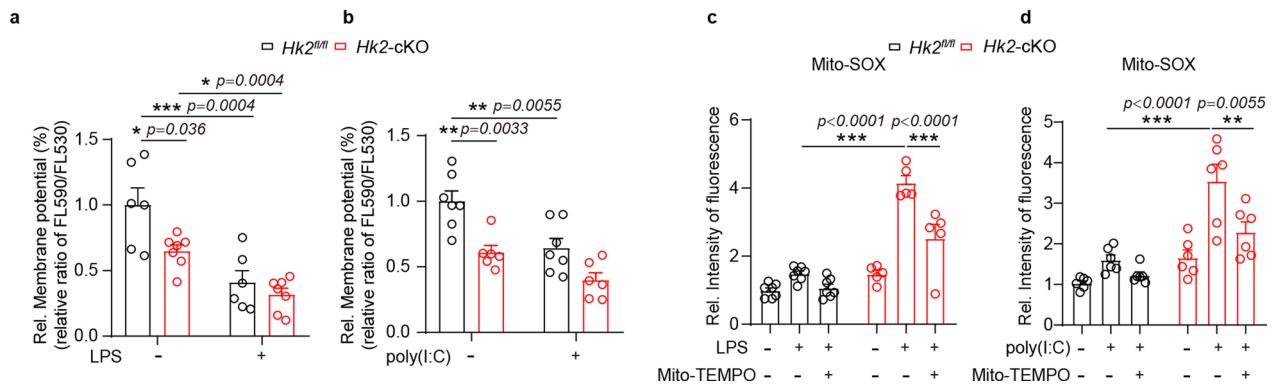 a
b
c
d
Hk2fl/fl Hk2-cKO
Hk2fl/fl Hk2-cKO
Mito-SOX
Mito-SOX
* p=0.0004
*** p=0.0004
* p=0.036
Rel. Membrane potential (%)
(relative ratio of FL590/FL530)
1.5
1.0
0.5
0.0
LPS - +
** p=0.0055
** p=0.0033
Rel. Membrane potential (%)
(relative ratio of FL590/FL530)
1.5
1.0
0.5
0.0
poly(I:C) - +
p<0.0001 p<0.0001
*** ***
Rel. Intensity of fluorescence
6
4
2
0
LPS - + + - + +
Mito-TEMPO - - + - - +
p<0.0001 p=0.0055
*** **
Rel. Intensity of fluorescence
5
4
3
2
1
0
poly(I:C) - + + - + +
Mito-TEMPO - - + - - +